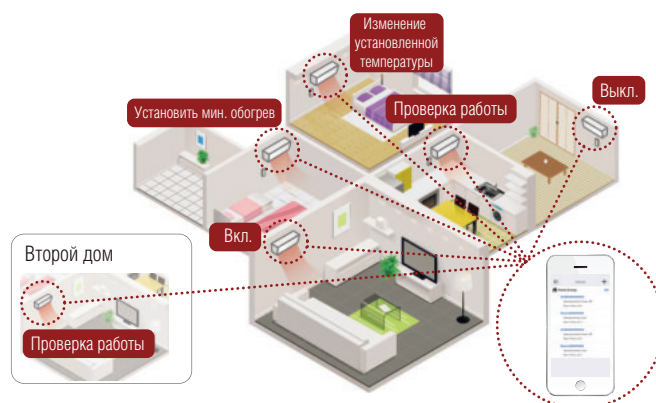 Изменение
установленной
температуры
Выкл.
Установить мин. обогрев
Проверка работы
Вкл.
Второй дом
Проверка работы